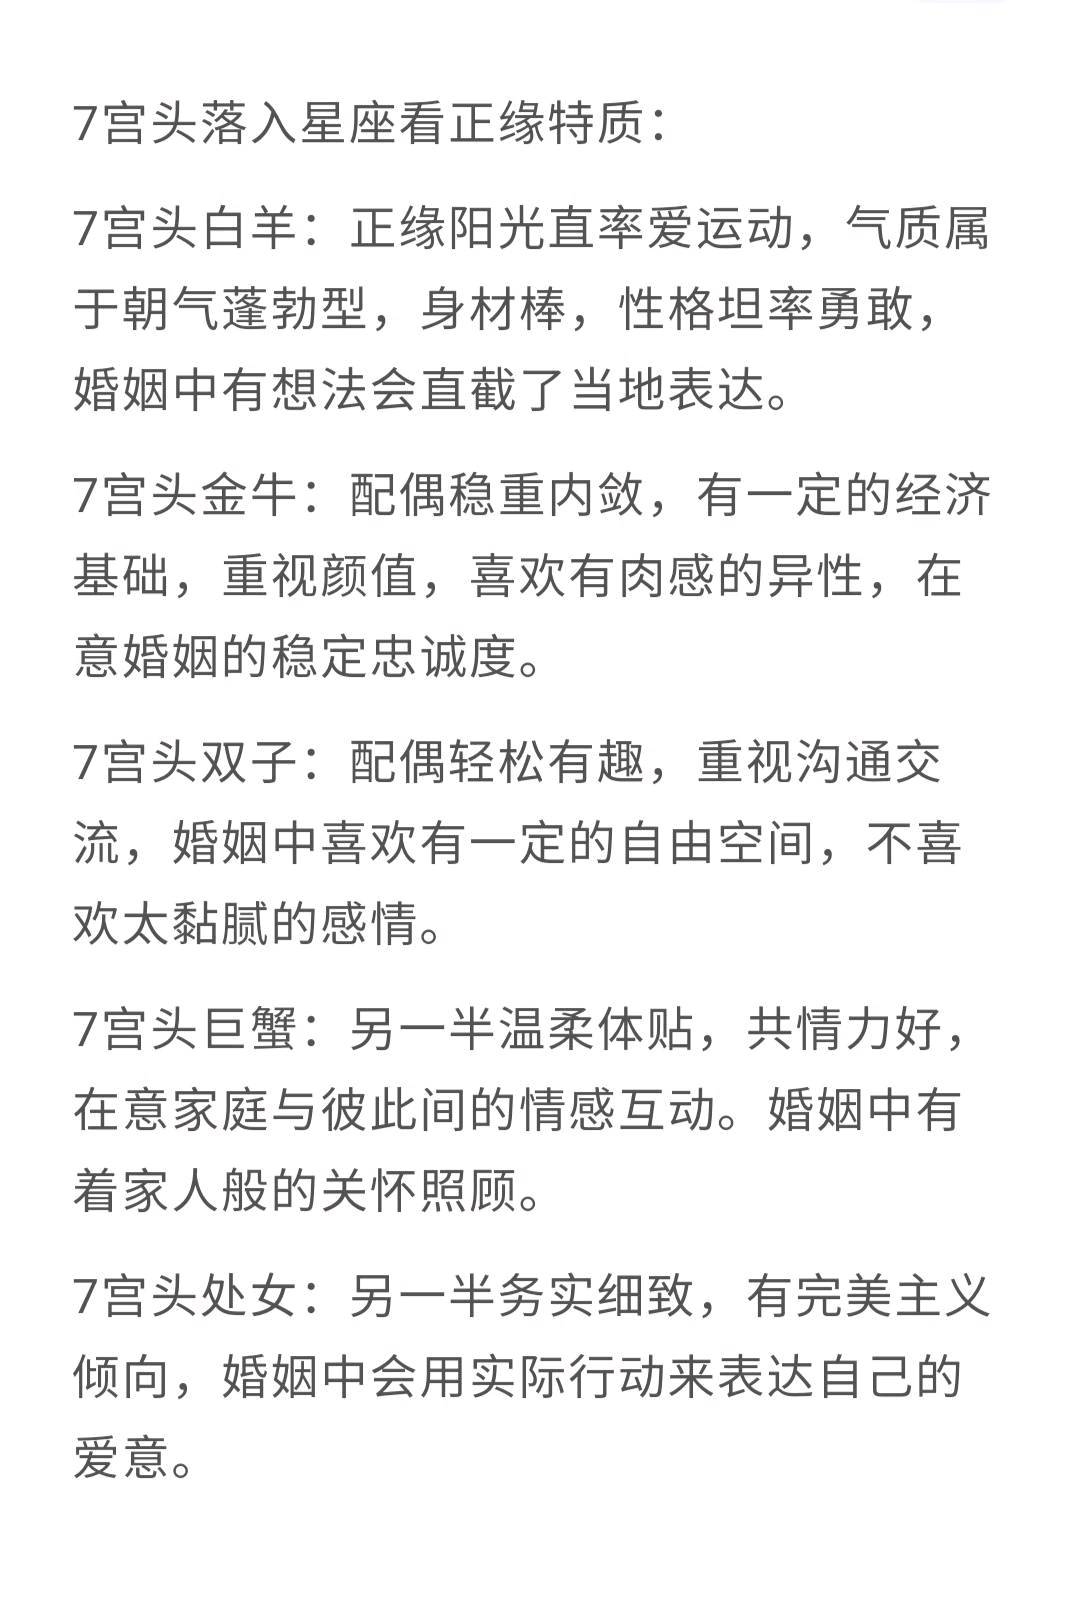 7宫头落入星座看正缘特质：
7宫头白羊：正缘阳光直率爱运动，气质属
于朝气蓬勃型，身材棒，性格坦率勇敢，
婚姻中有想法会直截了当地表达。
7宫头金牛：配偶稳重内敛，有一定的经济
基础，重视颜值，喜欢有肉感的异性，在
意婚姻的稳定忠诚度。
7宫头双子：配偶轻松有趣，重视沟通交
流，婚姻中喜欢有一定的自由空间，不喜
欢太黏腻的感情。
7宫头巨蟹：另一半温柔体贴，共情力好，
在意家庭与彼此间的情感互动。婚姻中有
着家人般的关怀照顾。
7宫头处女：另一半务实细致，有完美主义
倾向，婚姻中会用实际行动来表达自己的
爱意。